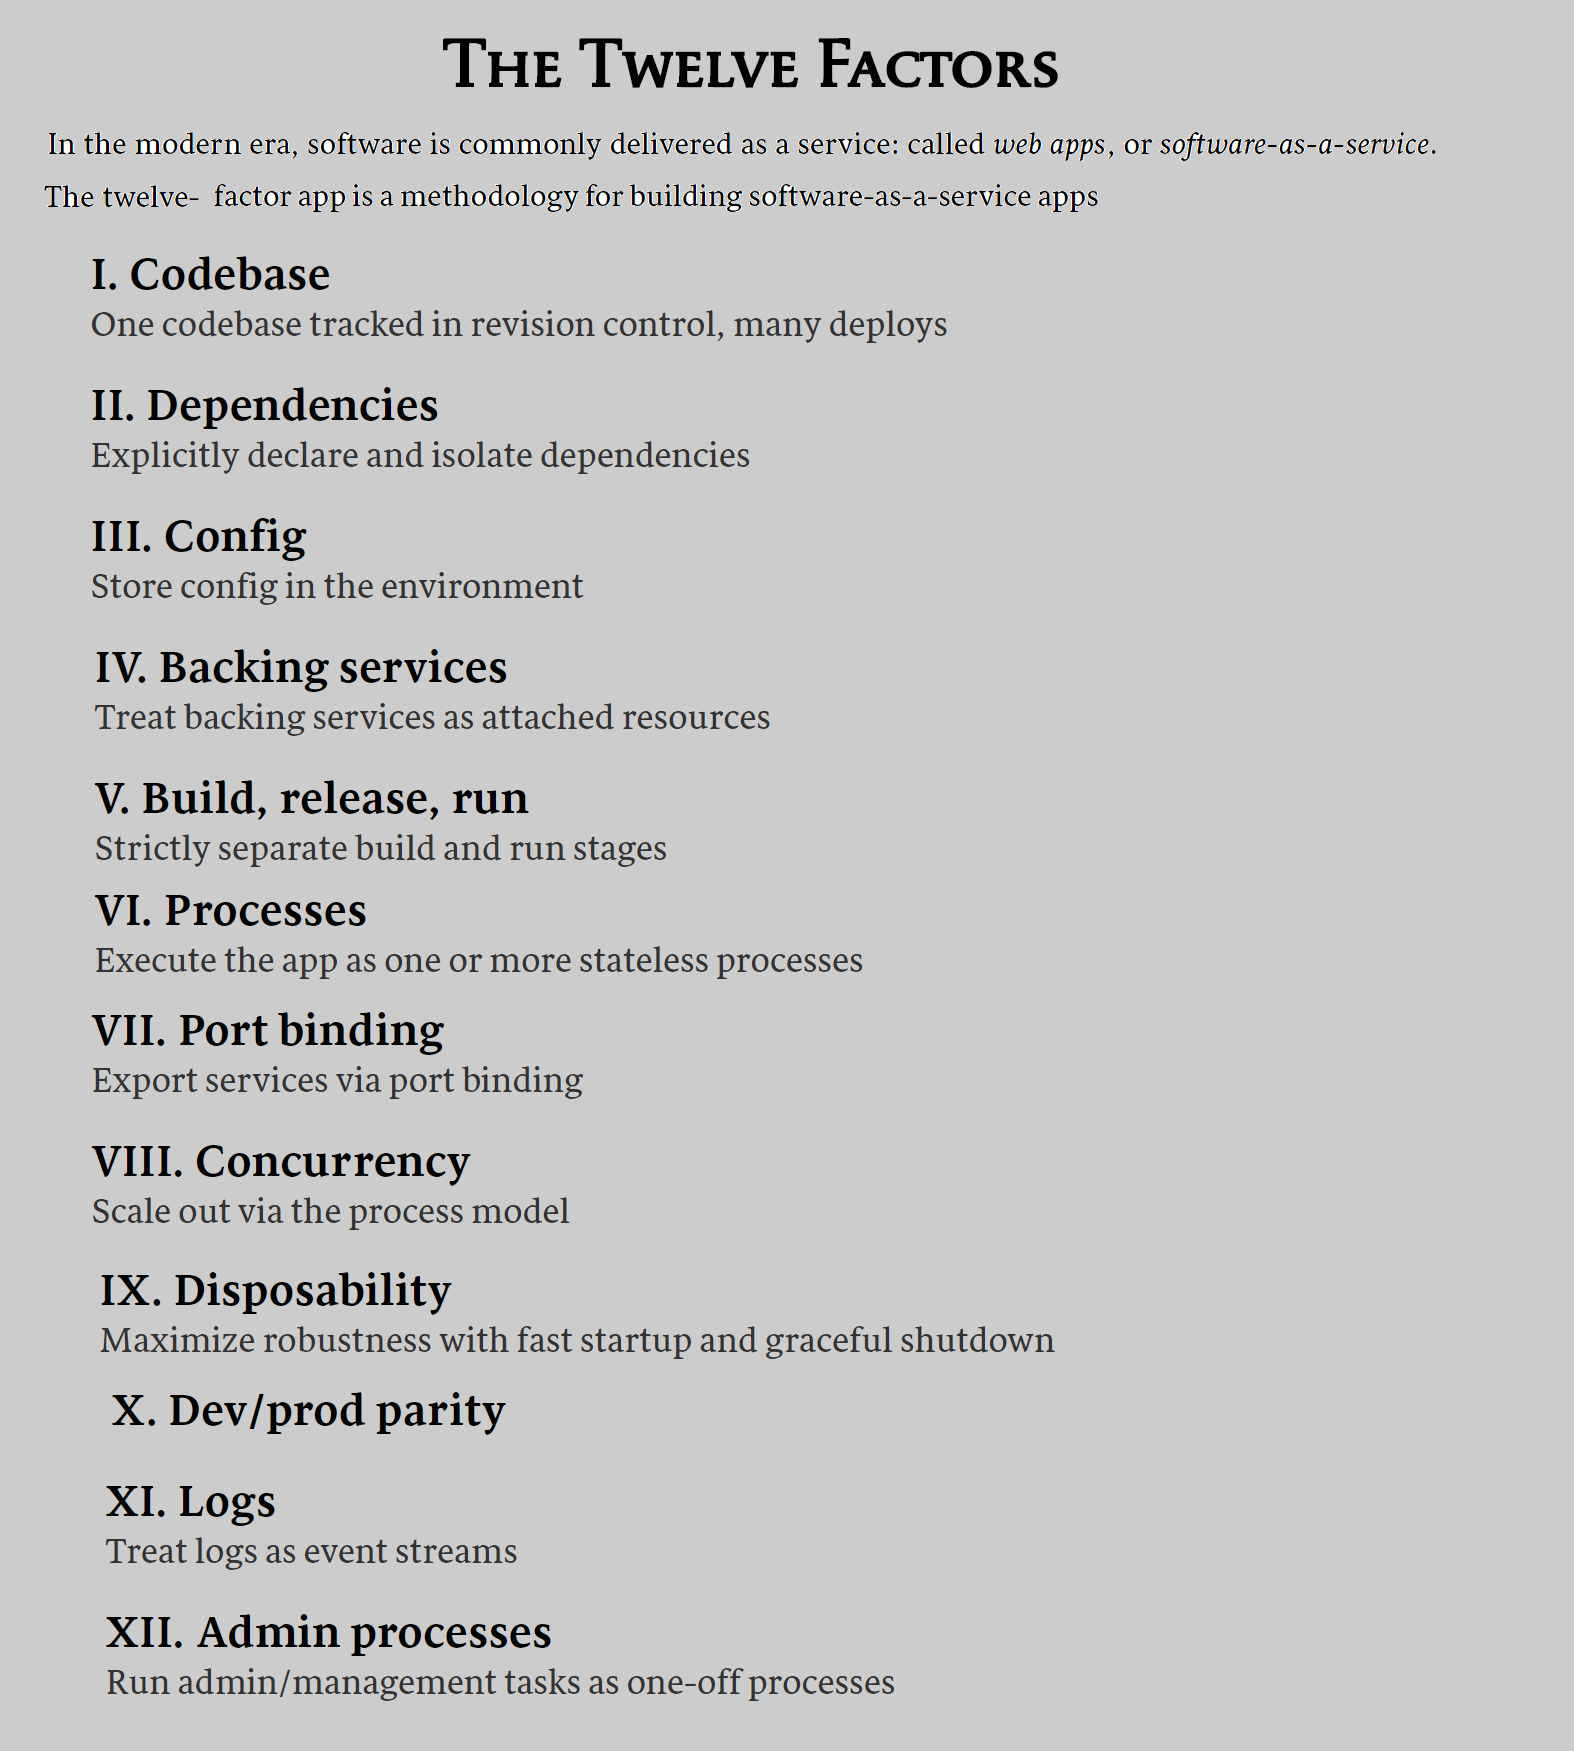 The Twelve Factors
In the modern era, software is commonly delivered as a service: called web apps, or software-as-a-service.
The twelve- factor app is a methodology for building software-as-a-service apps
I. Codebase
One codebase tracked in revision control, many deploys
II. Dependencies
Explicitly declare and isolate dependencies
III. Config
Store config in the environment
IV. Backing services
Treat backing services as attached resources
V. Build, release, run
Strictly separate build and run stages
VI. Processes
Execute the app as one or more stateless processes
VII. Port binding
Export services via port binding
VIII. Concurrency
Scale out via the process model
IX. Disposability
Maximize robustness with fast startup and graceful shutdown
X. Dev/prod parity
XI. Logs
Treat logs as event streams
XII. Admin processes
Run admin/management tasks as one-off processes